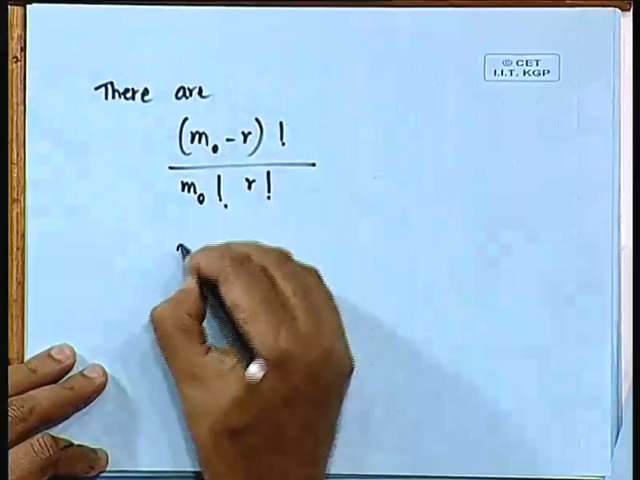 © CET
I.I.T. KGP
There are
(m₀ - r) !
m₀ ! r !